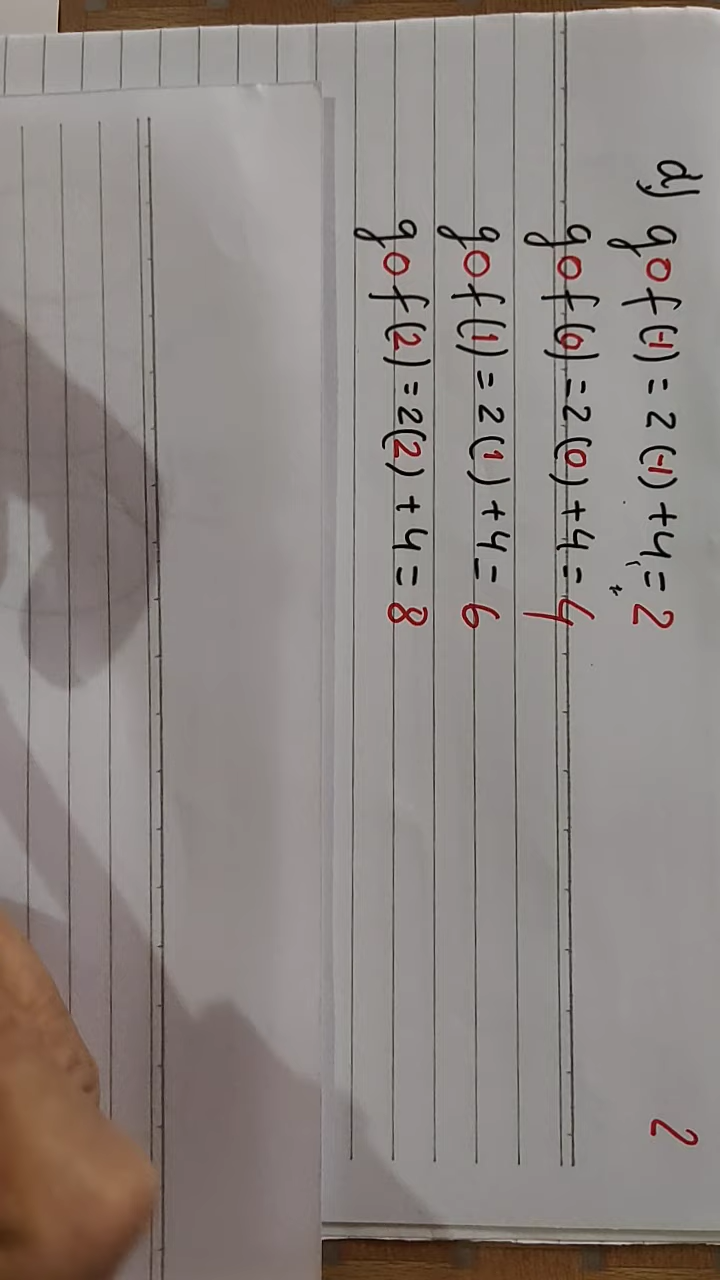 2
d) gof(-1) = 2(-1)+4 = 2
gof(0) = 2(0)+4 = 4
gof(1) = 2(1)+4 = 6
gof(2) = 2(2)+4 = 8